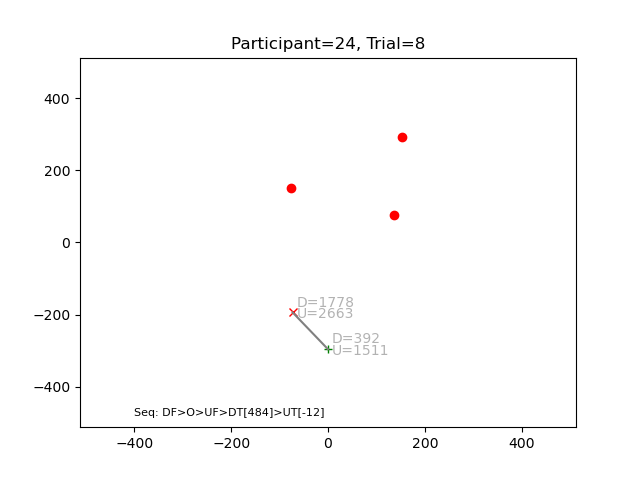 Participant=24, Trial=8
400
200
0
−200
−400
D=1778
U=2663
D=392
U=1511
Seq: DF>O>UF>DT[484]>UT[-12]
−400
−200
0
200
400